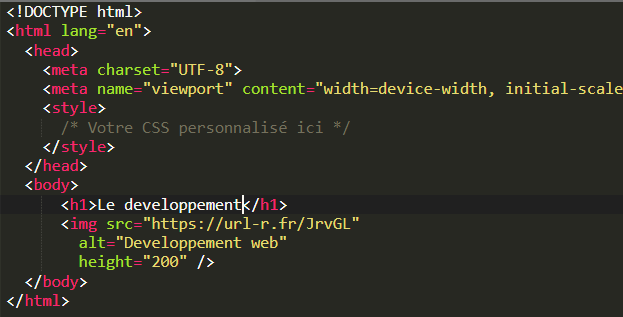 <!DOCTYPE html>
<html lang="en">
<head>
<meta charset="UTF-8">
<meta name="viewport" content="width=device-width, initial-scale
<style>
/* Votre CSS personnalisé ici */
</style>
</head>
<body>
<h1>Le developpement</h1>
<img src="https://url-r.fr/JrvGL"
alt="Developpement web"
height="200" />
</body>
</html>